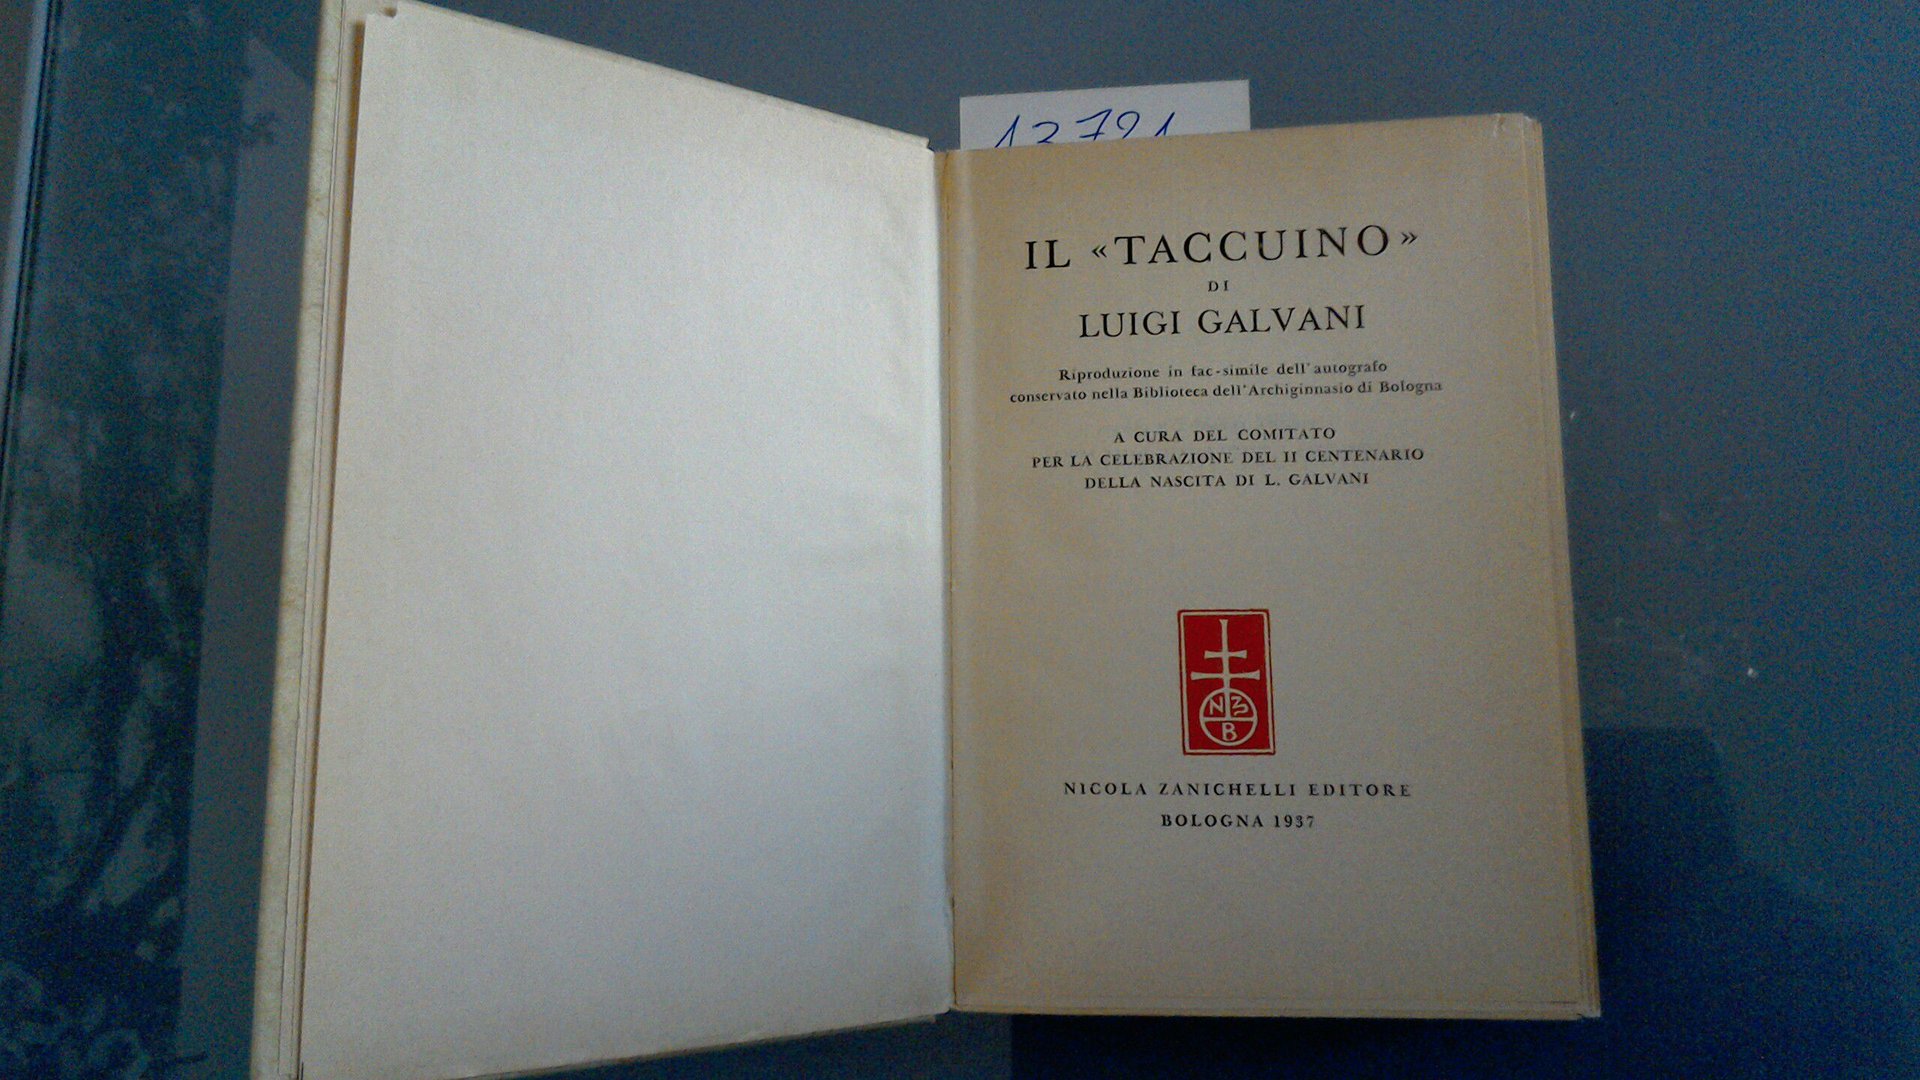 13721
IL «TACCUINO»
DI
LUIGI GALVANI
Riproduzione in fac-simile dell'autografo
conservato nella Biblioteca dell'Archiginnasio di Bologna
A CURA DEL COMITATO
PER LA CELEBRAZIONE DEL II CENTENARIO
DELLA NASCITA DI L. GALVANI
N Z
B
NICOLA ZANICHELLI EDITORE
BOLOGNA 1937